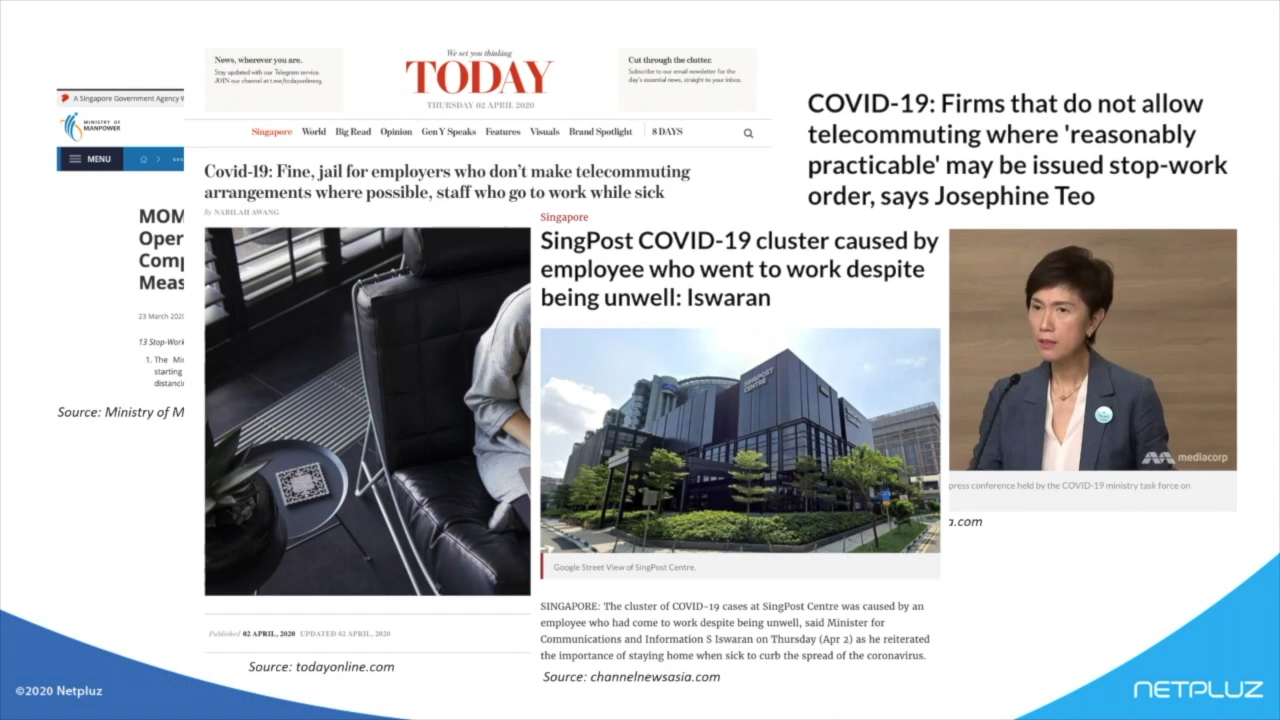 A Singapore Government Agency
MINISTRY OF
MANPOWER
MENU
MOM
Oper
Comp
Meas
23 March 2020
13 Stop-Work
1. The Mi
starting
distanci
Source: Ministry of M
News, wherever you are.
Stay updated with our Telegram service.
JOIN our channel at t.me/todayonlinesg.
We set you thinking
TODAY
THURSDAY 02 APRIL 2020
Cut through the clutter.
Subscribe to our email newsletter for the
day's essential news, straight to your inbox.
Singapore World Big Read Opinion Gen Y Speaks Features Visuals Brand Spotlight 8 DAYS
Covid-19: Fine, jail for employers who don't make telecommuting
arrangements where possible, staff who go to work while sick
By NABILAH AWANG
Published 02 APRIL, 2020 UPDATED 02 APRIL, 2020
Source: todayonline.com
Singapore
SingPost COVID-19 cluster caused by
employee who went to work despite
being unwell: Iswaran
SINGPOST
CENTRE
Google Street View of SingPost Centre.
SINGAPORE: The cluster of COVID-19 cases at SingPost Centre was caused by an
employee who had come to work despite being unwell, said Minister for
Communications and Information S Iswaran on Thursday (Apr 2) as he reiterated
the importance of staying home when sick to curb the spread of the coronavirus.
Source: channelnewsasia.com
COVID-19: Firms that do not allow
telecommuting where 'reasonably
practicable' may be issued stop-work
order, says Josephine Teo
mediacorp
press conference held by the COVID-19 ministry task force on
a.com
©2020 Netpluz
NETPLUZ